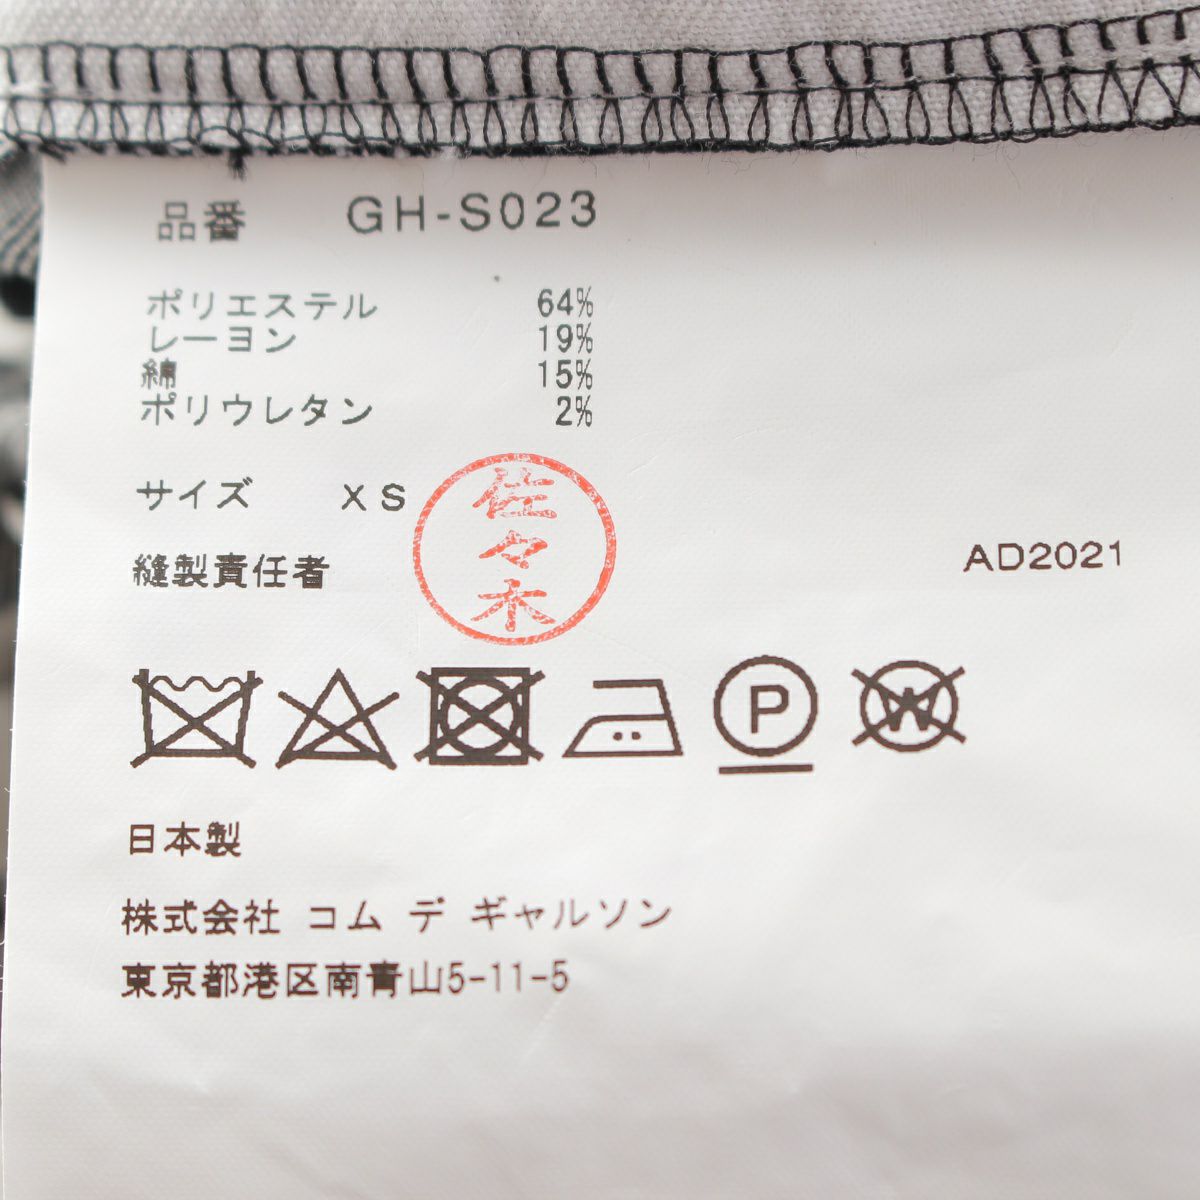 品番 GH-S023
ポリエステル 64%
レーヨン 19%
綿 15%
ポリウレタン 2%
サイズ XS
佐々木
縫製責任者
AD2021
P
W
日本製
株式会社 コム デ ギャルソン
東京都港区南青山5-11-5